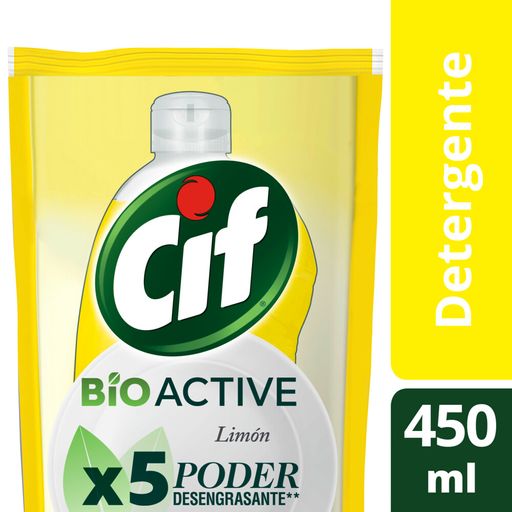 Cif
®
BIO ACTIVE
Limón
x5 PODER
DESENGRASANTE**
Detergente
450
ml